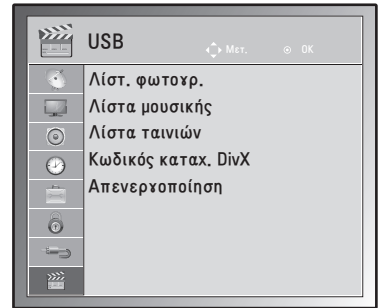 USB
Μετ. OK
Λίστ. φωτογρ.
Λίστα μουσικής
Λίστα ταινιών
Κωδικός καταχ. DivX
Απενεργοποίηση